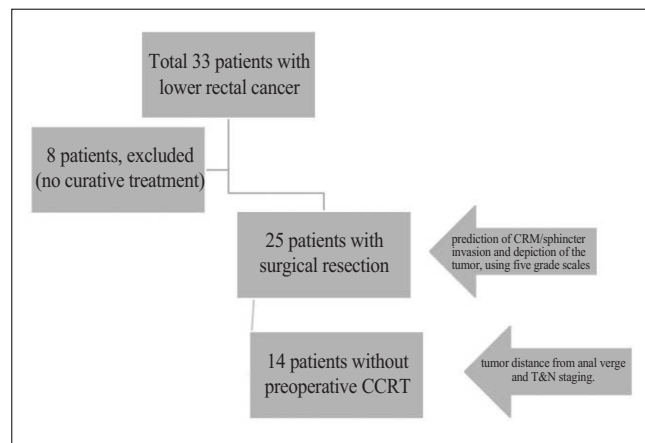 Total 33 patients with
lower rectal cancer
8 patients, excluded
(no curative treatment)
25 patients with
surgical resection
prediction of CRM/sphincter
invasion and depiction of the
tumor, using five grade scales
14 patients without
preoperative CCRT
tumor distance from anal verge
and T&N staging.